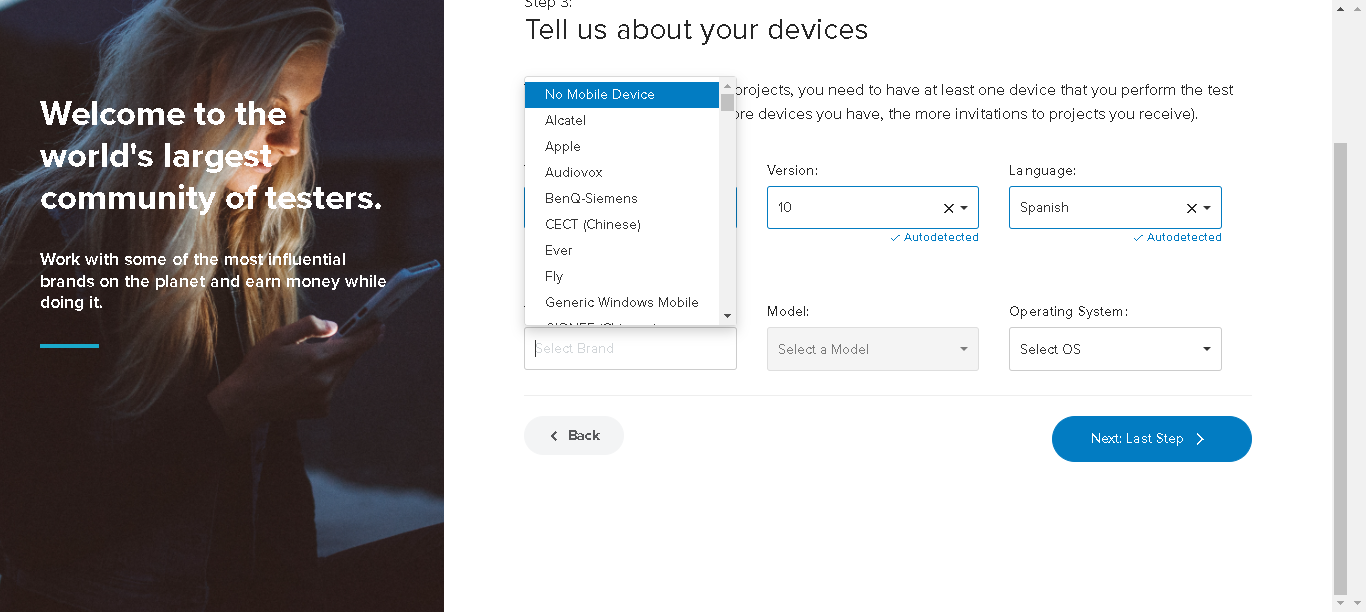 Welcome to the
world's largest
community of testers.
Work with some of the most influential
brands on the planet and earn money while
doing it.
Step 3:
Tell us about your devices
projects, you need to have at least one device that you perform the test
ore devices you have, the more invitations to projects you receive).
No Mobile Device
Alcatel
Apple
Audiovox
BenQ-Siemens
CECT (Chinese)
Ever
Fly
Generic Windows Mobile
Version:
10
Autodetected
Language:
Spanish
Autodetected
Select Brand
Model:
Select a Model
Operating System:
Select OS
Back
Next: Last Step